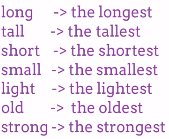 long -> the longest
tall -> the tallest
short -> the shortest
small -> the smallest
light -> the lightest
old -> the oldest
strong -> the strongest